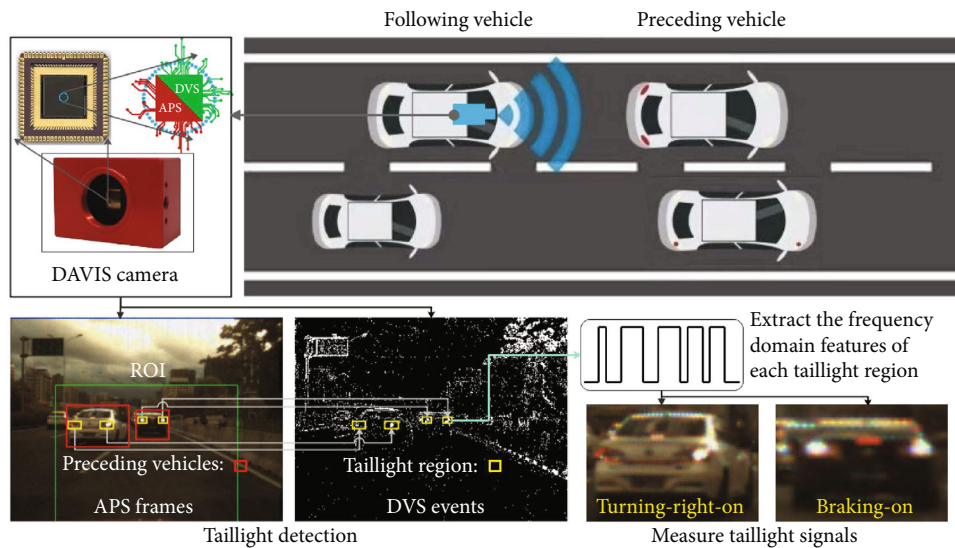 Following vehicle
Preceding vehicle
DVS
APS
DAVIS camera
ROI
Preceding vehicles:
APS frames
Taillight region:
DVS events
Extract the frequency
domain features of
each taillight region
Turning-right-on
Braking-on
Taillight detection
Measure taillight signals